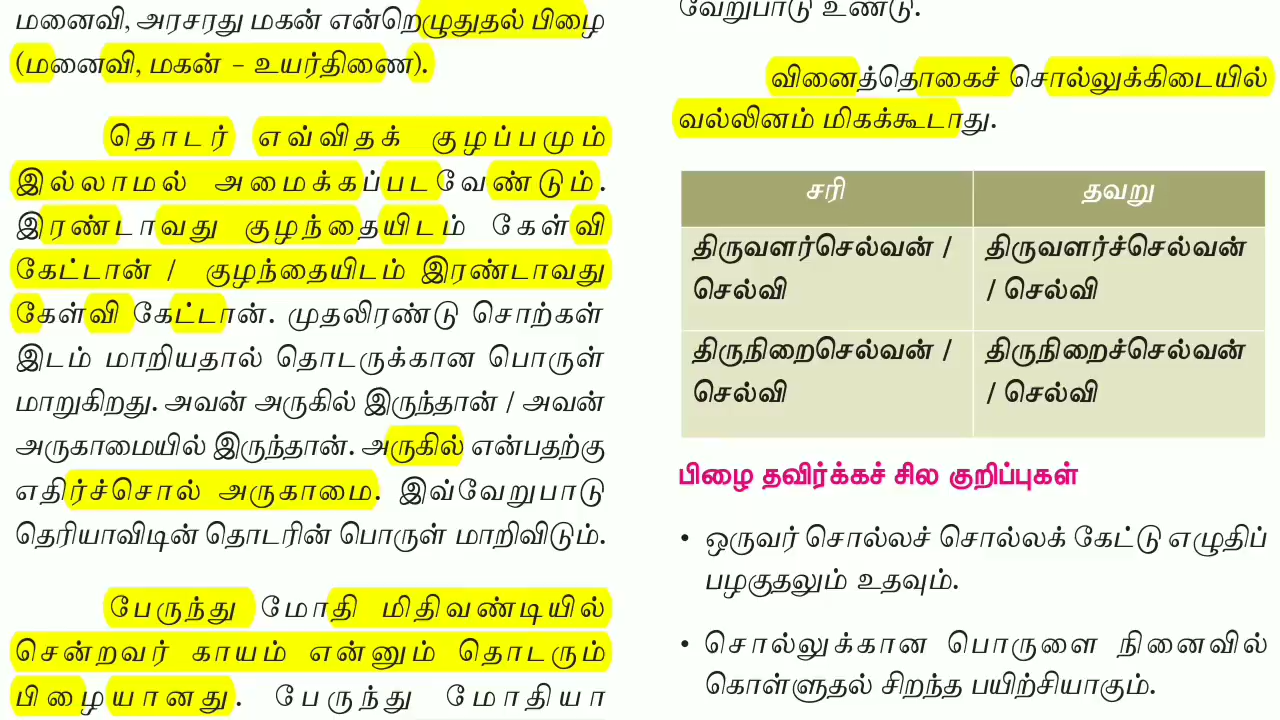 மனைவி, அரசரது மகன் என்றெழுதுதல் பிழை
(மனைவி, மகன் – உயர்திணை).
தொடர் எவ்விதக் குழப்பமும்
இல்லாமல் அமைக்கப்படவேண்டும்.
இரண்டாவது குழந்தையிடம் கேள்வி
கேட்டான் / குழந்தையிடம் இரண்டாவது
கேள்வி கேட்டான். முதலிரண்டு சொற்கள்
இடம் மாறியதால் தொடருக்கான பொருள்
மாறுகிறது. அவன் அருகில் இருந்தான் / அவன்
அருகாமையில் இருந்தான். அருகில் என்பதற்கு
எதிர்ச்சொல் அருகாமை. இவ்வேறுபாடு
தெரியாவிடின் தொடரின் பொருள் மாறிவிடும்.
பேருந்து மோதி மிதிவண்டியில்
சென்றவர் காயம் என்னும் தொடரும்
பிழையானது. பேருந்து மோதியா
வேறுபாடு உண்டு.
வினைத்தொகைச் சொல்லுக்கிடையில்
வல்லினம் மிகக்கூடாது.
சரி தவறு
திருவளர்செல்வன் / திருவளர்ச்செல்வன்
செல்வி / செல்வி
திருநிறைசெல்வன் / திருநிறைச்செல்வன்
செல்வி / செல்வி
பிழை தவிர்க்கச் சில குறிப்புகள்
• ஒருவர் சொல்லச் சொல்லக் கேட்டு எழுதிப்
பழகுதலும் உதவும்.
• சொல்லுக்கான பொருளை நினைவில்
கொள்ளுதல் சிறந்த பயிற்சியாகும்.